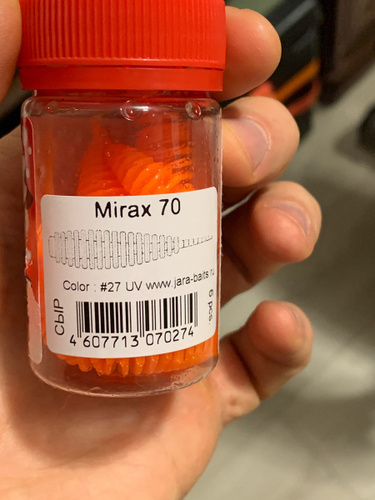 Mirax 70
Color : #27 UV www.jara-baits.ru
СЫР
6 pcs
4 607713 070274